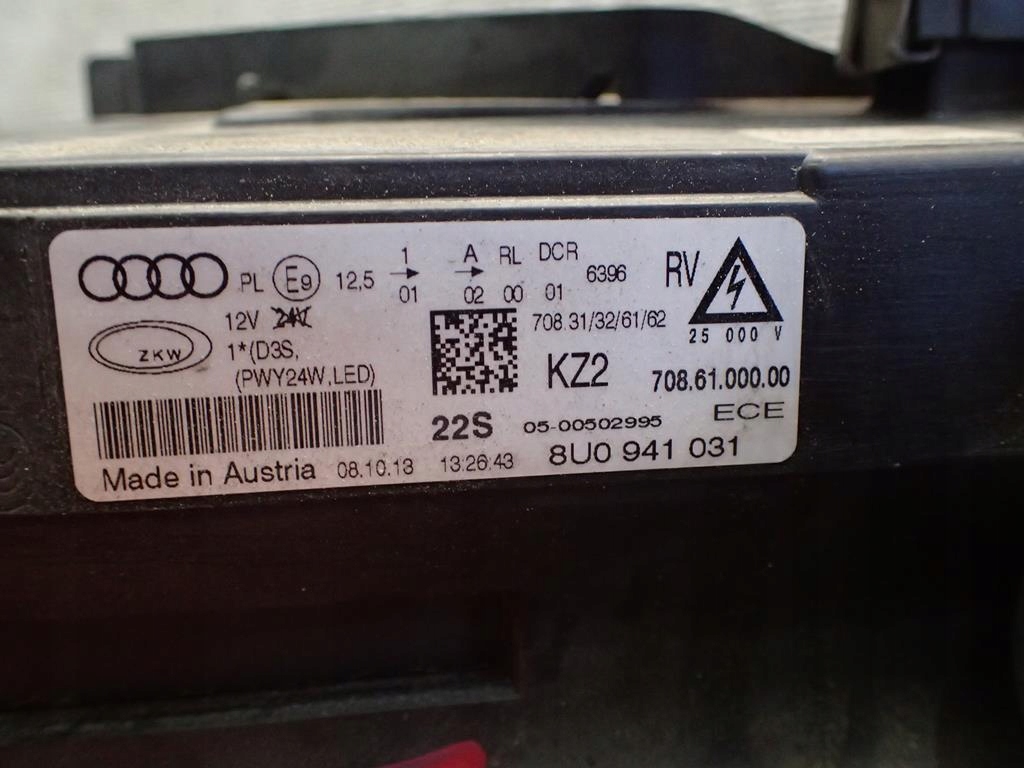 PL E9 12,5 1 01 A 02 RL 00 DCR 01 6396 RV
12V 24V 708.31/32/61/62 25 000 V
ZKW 1*(D3S,
(PWY24W,LED) KZ2 708.61.000.00
22S 05-00502995 ECE
Made in Austria 08.10.13 13:26:43 8U0 941 031